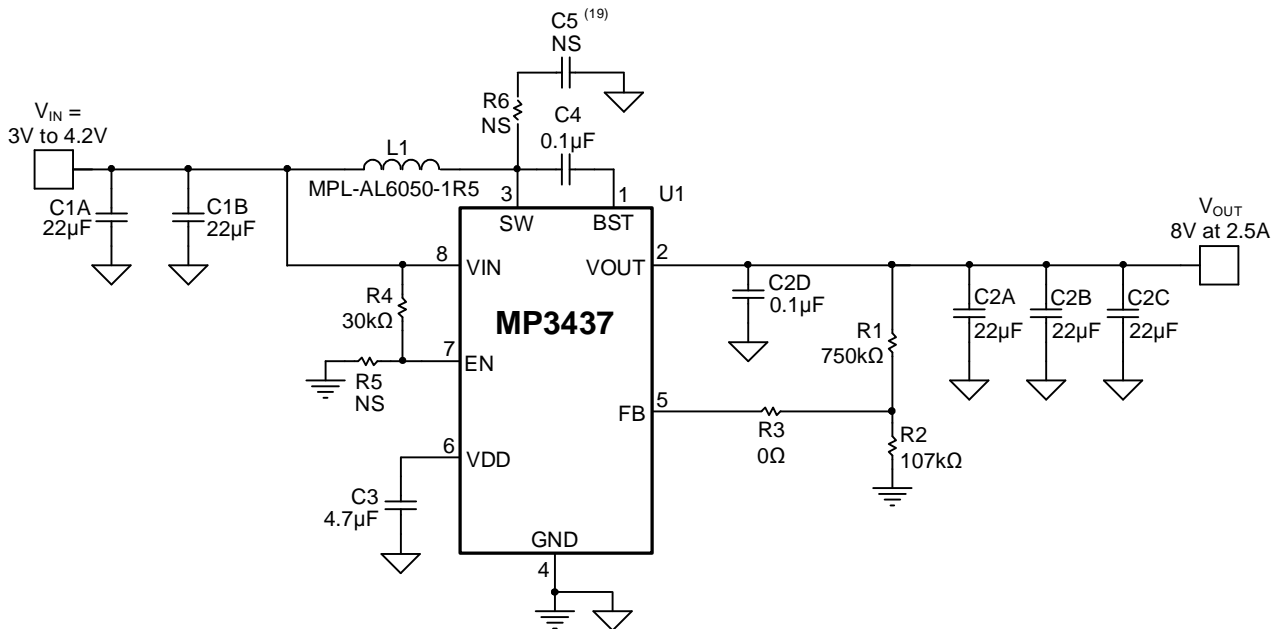 C5 (19)
NS
R6
NS
C4
0.1µF
VIN =
3V to 4.2V
L1
MPL-AL6050-1R5
3
1
U1
SW
BST
C1A
22µF
C1B
22µF
VOUT
8V at 2.5A
8
VIN
VOUT
2
R4
30kΩ
MP3437
C2D
0.1µF
R1
750kΩ
C2A
22µF
C2B
22µF
C2C
22µF
7
EN
R5
NS
FB
5
R3
0Ω
R2
107kΩ
6
VDD
C3
4.7µF
GND
4